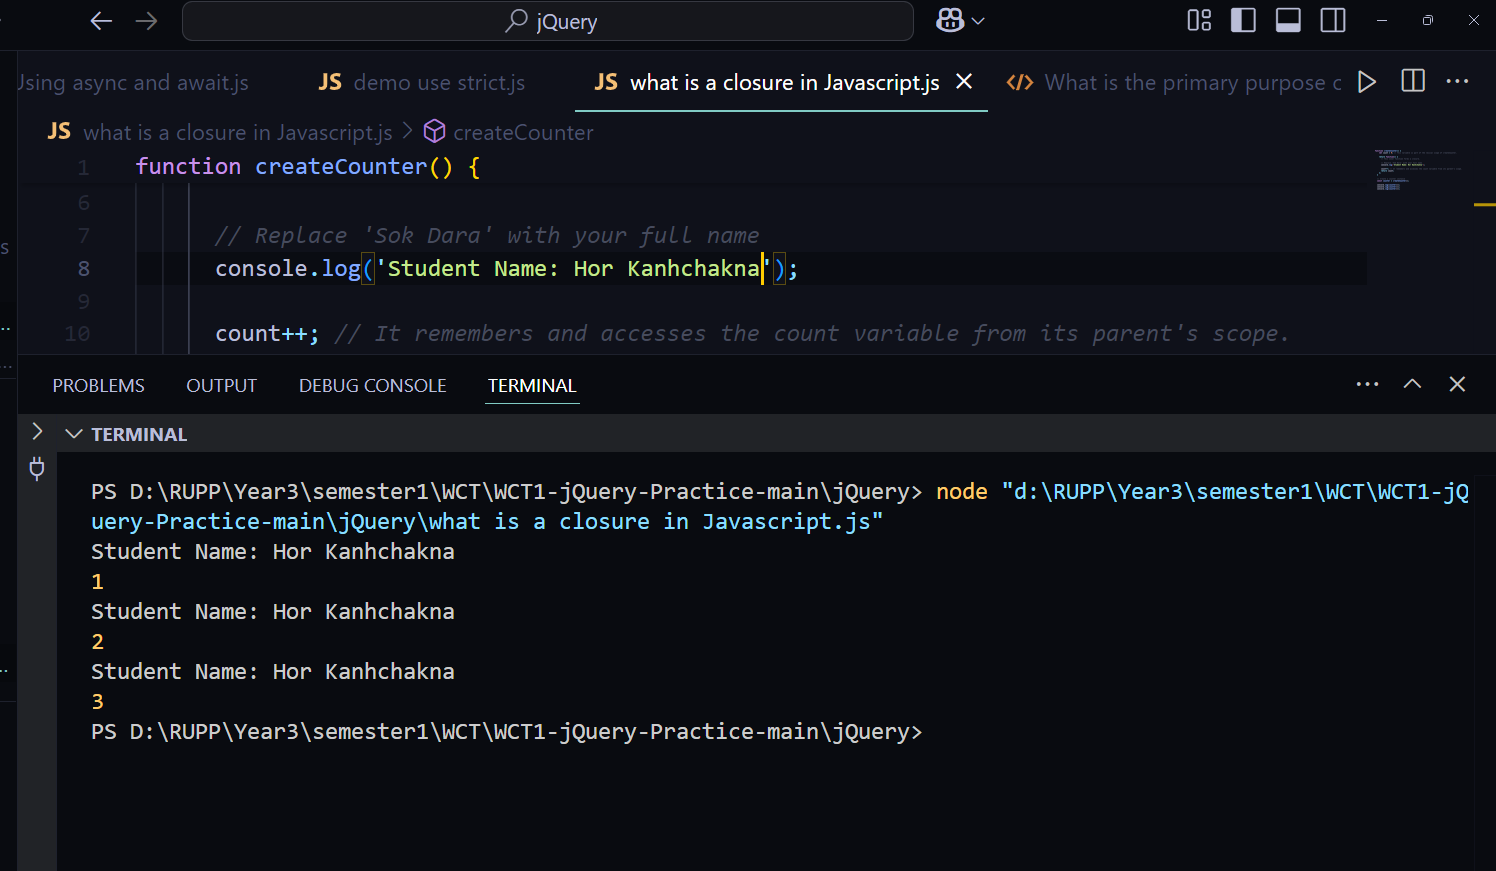 jQuery
Using async and await.js
JS demo use strict.js
JS what is a closure in Javascript.js
</> What is the primary purpose c
JS what is a closure in Javascript.js > createCounter
1 function createCounter() {
6
7 // Replace 'Sok Dara' with your full name
8 console.log('Student Name: Hor Kanhchakna');
9
10 count++; // It remembers and accesses the count variable from its parent's scope.
PROBLEMS OUTPUT DEBUG CONSOLE TERMINAL
TERMINAL
PS D:\RUPP\Year3\semester1\WCT\WCT1-jQuery-Practice-main\jQuery> node "d:\RUPP\Year3\semester1\WCT\WCT1-jQ
uery-Practice-main\jQuery\what is a closure in Javascript.js"
Student Name: Hor Kanhchakna
1
Student Name: Hor Kanhchakna
2
Student Name: Hor Kanhchakna
3
PS D:\RUPP\Year3\semester1\WCT\WCT1-jQuery-Practice-main\jQuery>